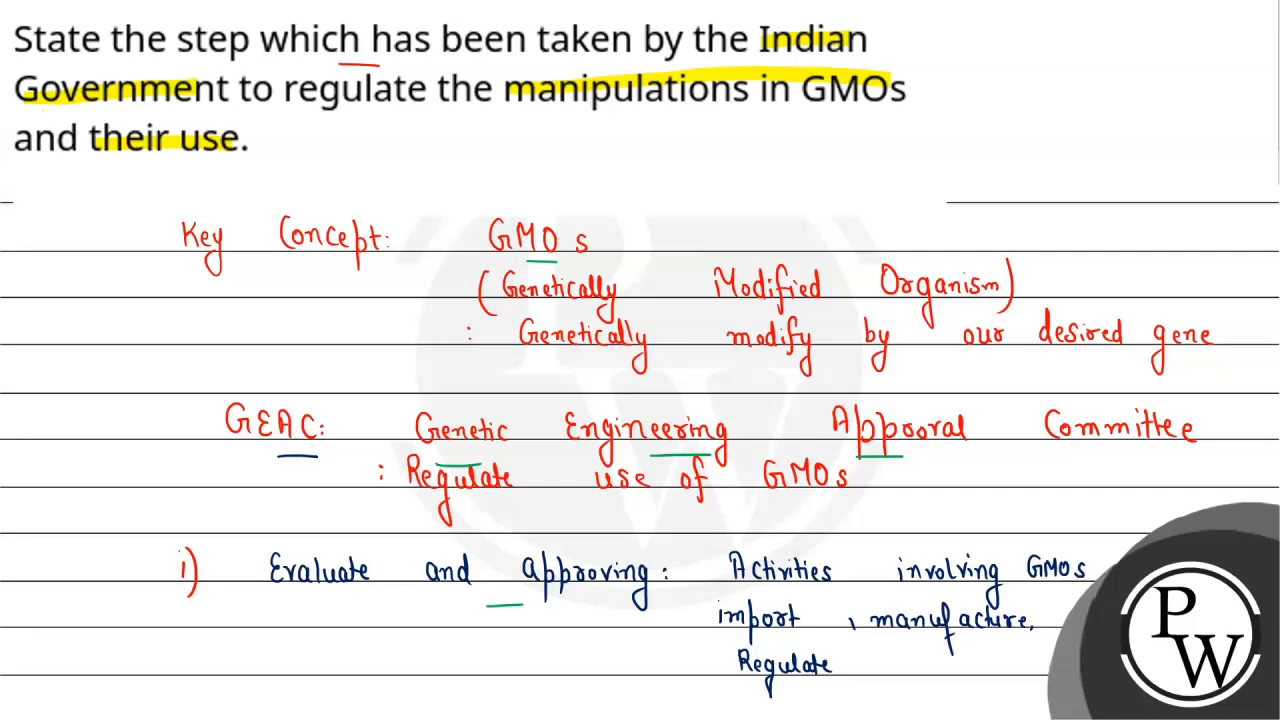 State the step which has been taken by the Indian
Government to regulate the manipulations in GMOs
and their use.
Key Concept: GMOs
(Genetically Modified Organism)
: Genetically modify by our desired gene
GEAC: Genetic Engineering Approval Committee
: Regulate use of GMOs
i) Evaluate and approving: Activities involving GMOs
import, manufacture,
Regulate
PW